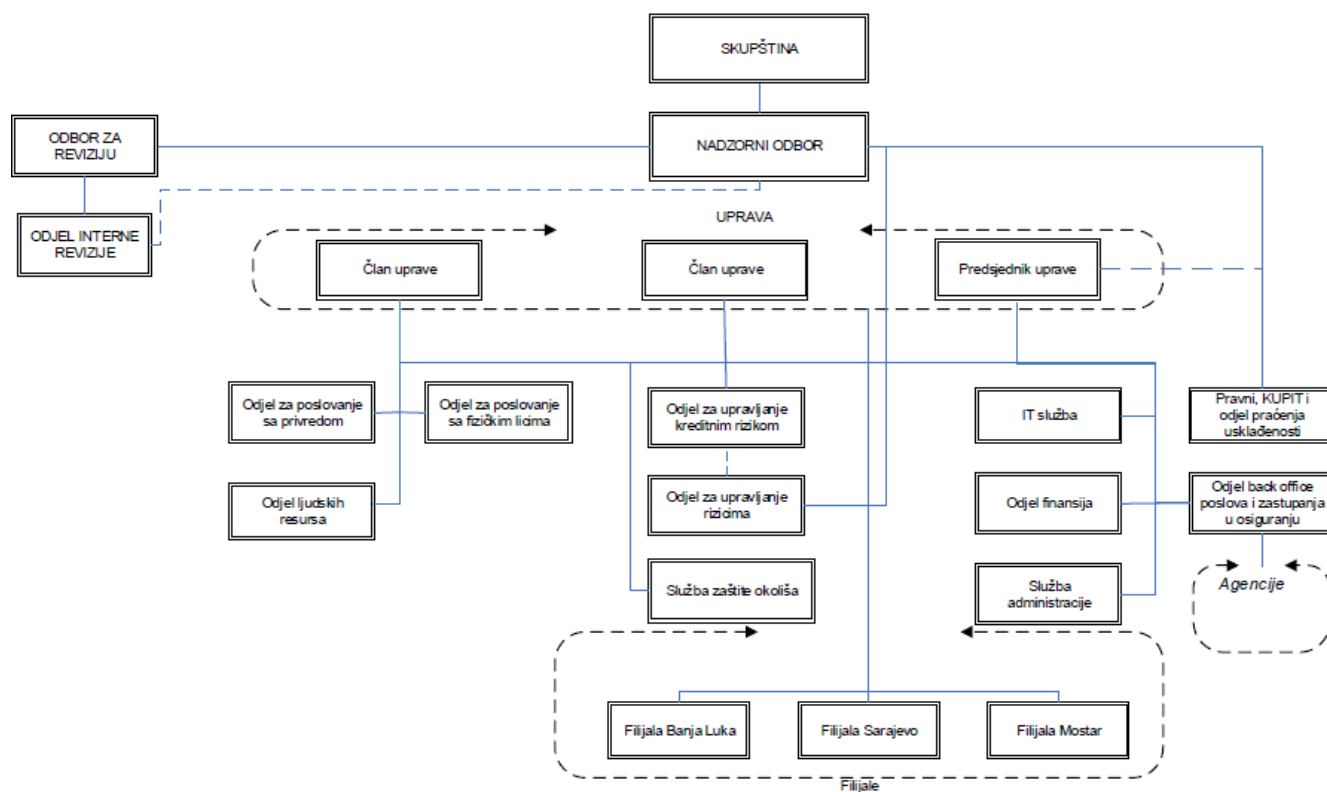 SKUPŠTINA
ODBOR ZA
REVIZIJU
NADZORNI ODBOR
ODJEL INTERNE
REVIZIJE
UPRAVA
Član uprave
Član uprave
Predsjednik uprave
Odjel za poslovanje
sa privredom
Odjel za poslovanje
sa fizičkim licima
Odjel za upravljanje
kreditnim rizikom
IT služba
Pravni, KUPIT i
odjel praćenja
usklađenosti
Odjel ljudskih
resursa
Odjel za upravljanje
rizicima
Odjel finansija
Odjel back office
poslova i zastupanja
u osiguranju
Služba zaštite okoliša
Služba
administracije
Agencije
Filijala Banja Luka
Filijala Sarajevo
Filijala Mostar
Filijale